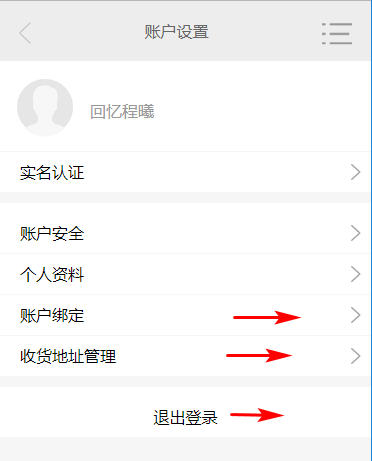 账户设置
回忆程曦
实名认证
账户安全
个人资料
账户绑定
收货地址管理
退出登录